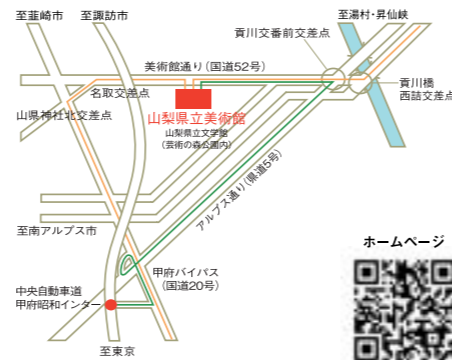 至韮崎市
至諏訪市
至湯村・昇仙峡
貢川交番前交差点
美術館通り（国道52号）
名取交差点
貢川橋
西詰交差点
山県神社北交差点
山梨県立美術館
山梨県立文学館
（芸術の森公園内）
アルプス通り（県道5号）
至南アルプス市
ホームページ
甲府バイパス
（国道20号）
中央自動車道
甲府昭和インター
至東京